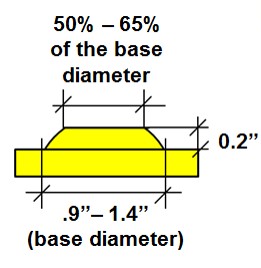 50% – 65%
of the base
diameter
0.2”
.9”– 1.4”
(base diameter)